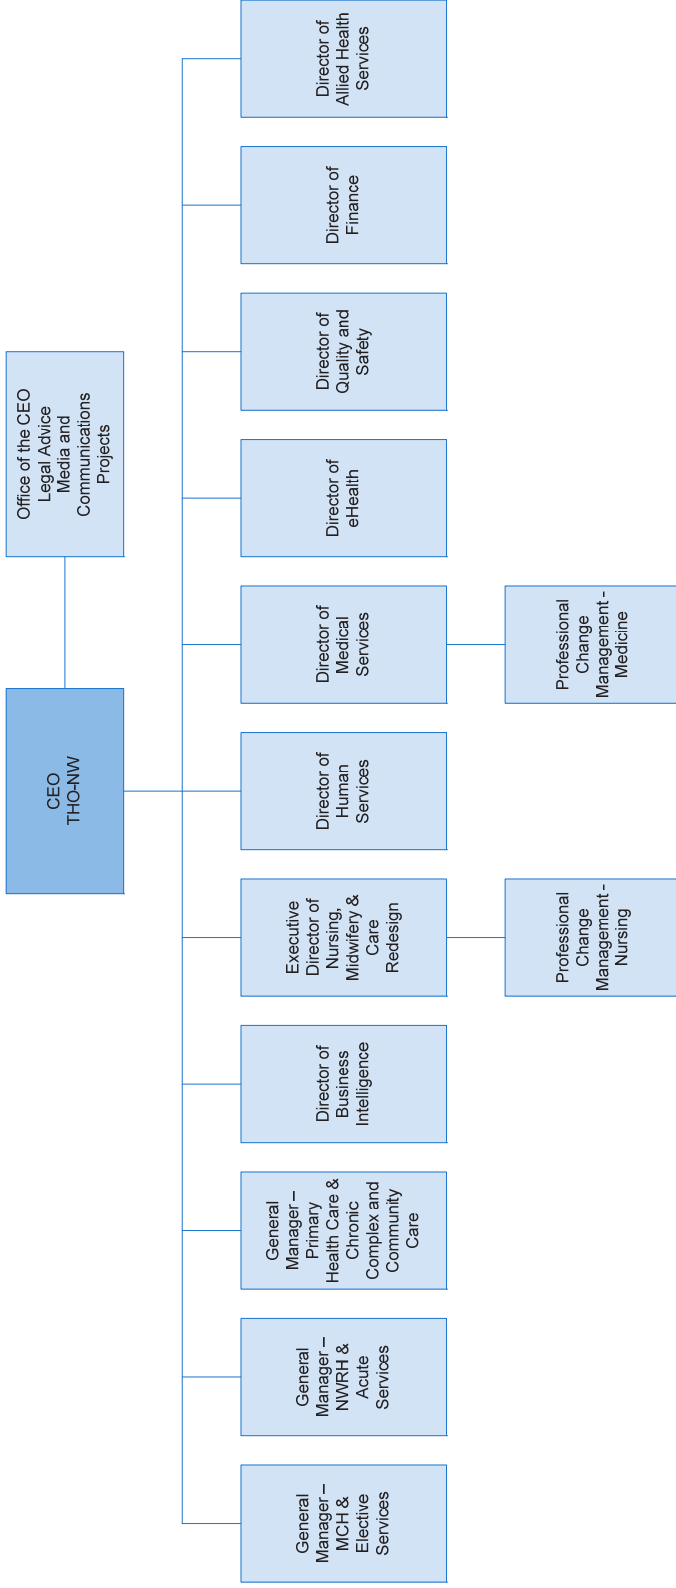 CEO
THO-NW
Office of the CEO
Legal Advice
Media and
Communications
Projects
General
Manager –
MCH &
Elective
Services
General
Manager –
NWRH &
Acute
Services
General
Manager –
Primary
Health Care &
Chronic
Complex and
Community
Care
Director of
Business
Intelligence
Executive
Director of
Nursing,
Midwifery &
Care
Redesign
Director of
Human
Services
Director of
Medical
Services
Director of
eHealth
Director of
Quality and
Safety
Director of
Finance
Director of
Allied Health
Services
Professional
Change
Management -
Nursing
Professional
Change
Management -
Medicine